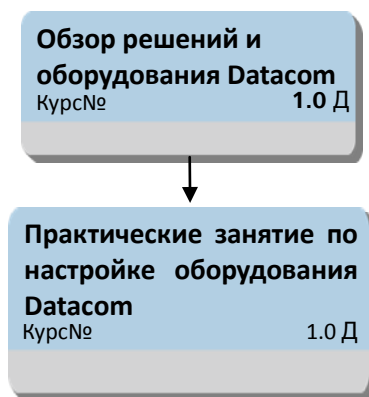 Обзор решений и
оборудования Datacom
Курс№ 1.0 Д
Практические занятие по
настройке оборудования
Datacom
Курс№ 1.0 Д